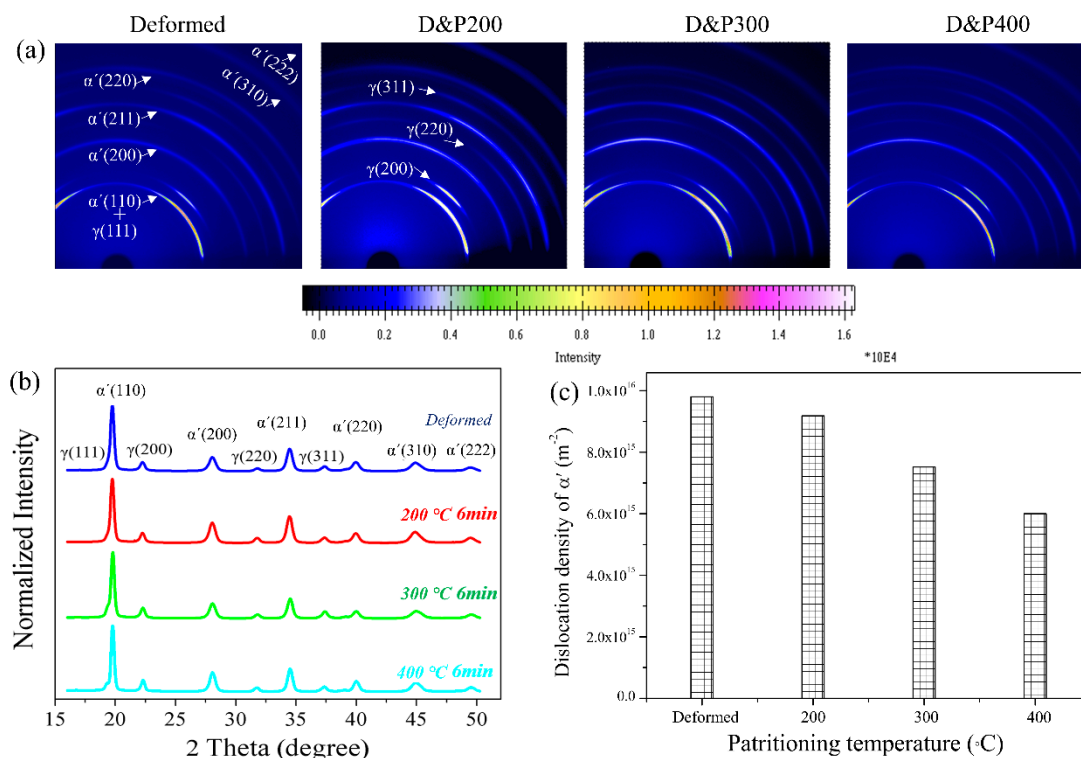 Deformed D&P200 D&P300 D&P400
(a)
α´(222)
α´(310)
α´(220)
α´(211)
α´(200)
α´(110)
+
γ(111)
γ(311)
γ(220)
γ(200)
0.0 0.2 0.4 0.6 0.8 1.0 1.2 1.4 1.6
Intensity *10E4
(b)
α´(110)
γ(111)
γ(200)
α´(200)
γ(220)
α´(211)
γ(311)
α´(220)
α´(310)
α´(222)
Deformed
200 °C 6min
300 °C 6min
400 °C 6min
Normalized Intensity
15 20 25 30 35 40 45 50
2 Theta (degree)
(c)
1.0x10¹⁶
8.0x10¹⁵
6.0x10¹⁵
4.0x10¹⁵
2.0x10¹⁵
0.0
Dislocation density of α' (m⁻²)
Deformed 200 300 400
Patritioning temperature (◦C)